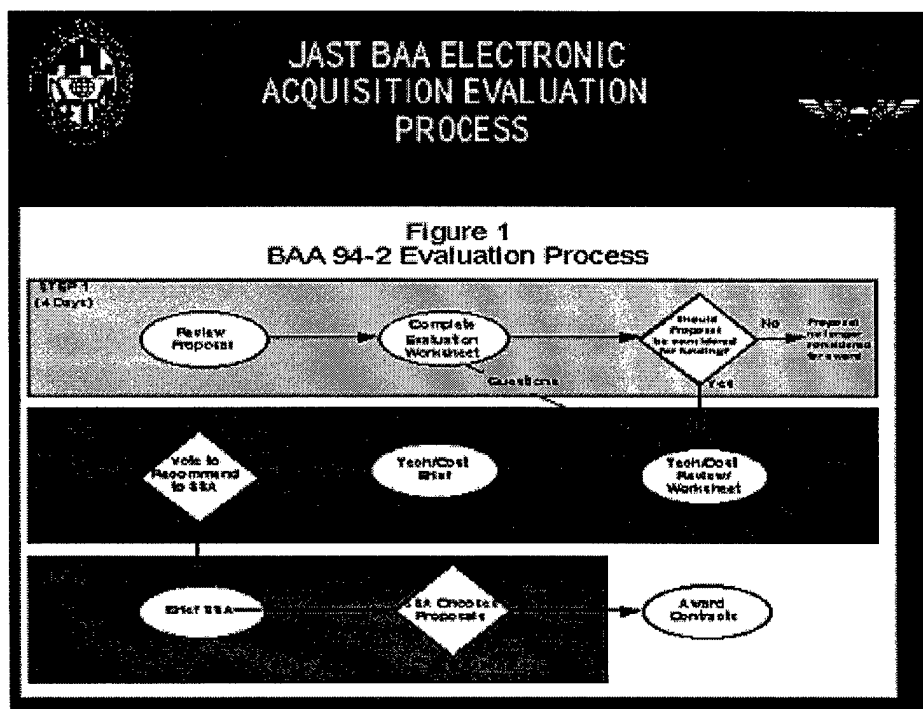 JAST BAA ELECTRONIC
ACQUISITION EVALUATION
PROCESS
Figure 1
BAA 94-2 Evaluation Process
STEP 1
(4 Days)
Review
Proposal
Complete
Evaluation
Worksheet
Should
Proposal
be considered
for funding?
No
Proposal
no longer
considered
for award
Questions
Yes
Vote to
Recommend
to SSA
Tech/Cost
Brief
Tech/Cost
Review/
Worksheet
Brief SSA
SSA Chooses
Proposals
Award
Contracts